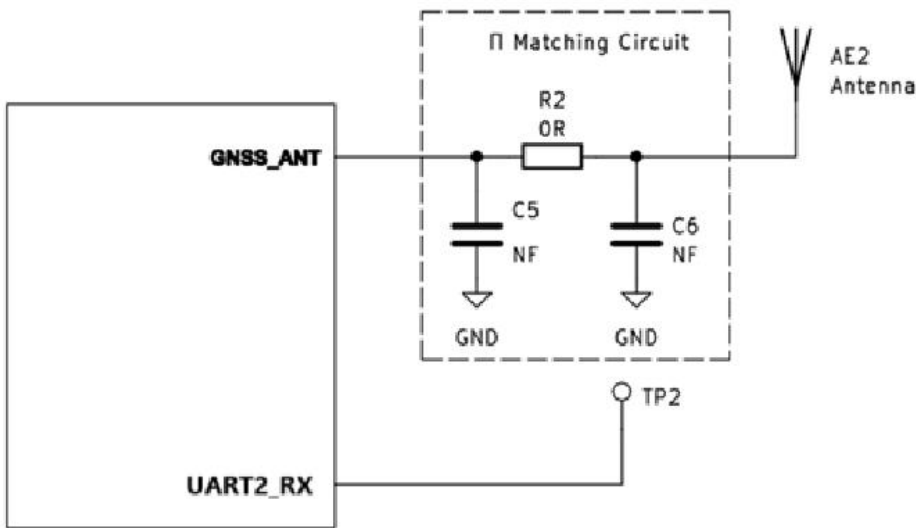 Π Matching Circuit
AE2
Antenna
R2
0R
GNSS_ANT
C5
NF
C6
NF
GND
GND
TP2
UART2_RX